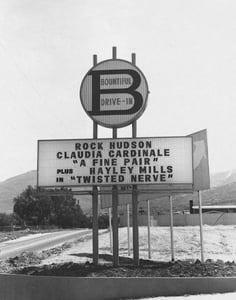 BOUNTIFUL
B
DRIVE-IN
ROCK HUDSON
CLAUDIA CARDINALE
"A FINE PAIR"
PLUS HAYLEY MILLS
IN "TWISTED NERVE"